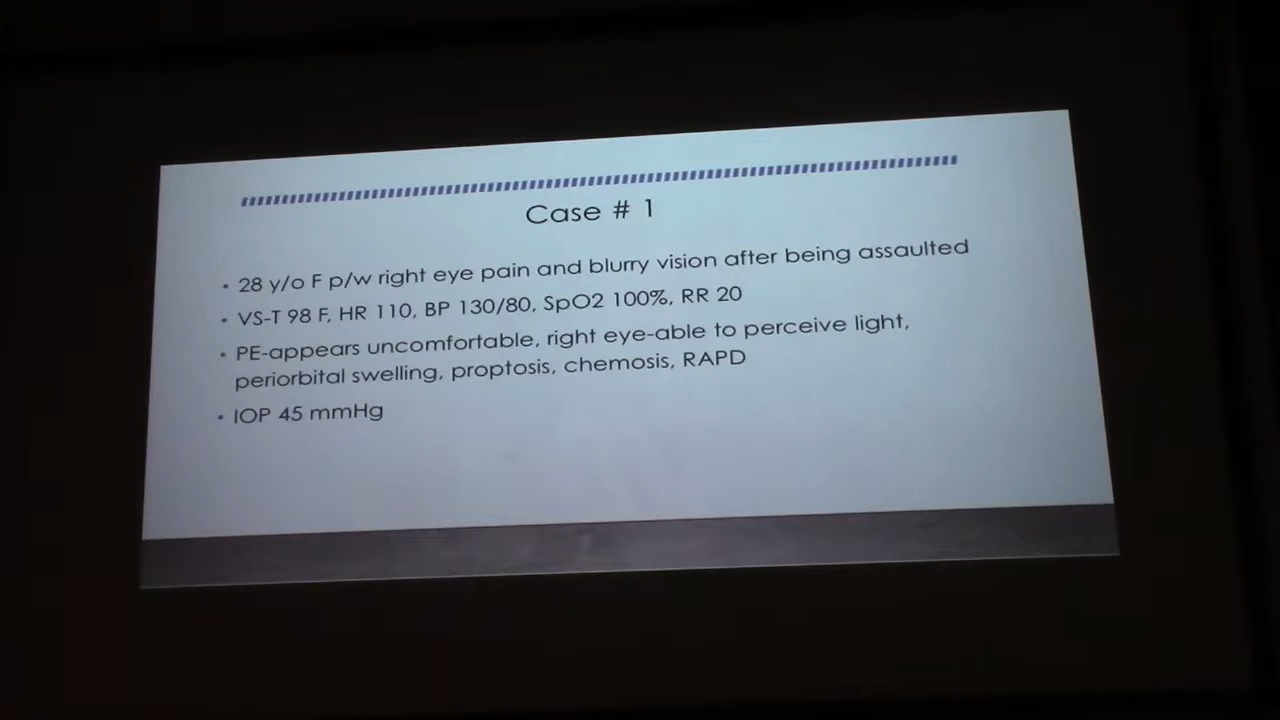 Case # 1
• 28 y/o F p/w right eye pain and blurry vision after being assaulted
• VS-T 98 F, HR 110, BP 130/80, SpO2 100%, RR 20
• PE-appears uncomfortable, right eye-able to perceive light,
periorbital swelling, proptosis, chemosis, RAPD
• IOP 45 mmHg